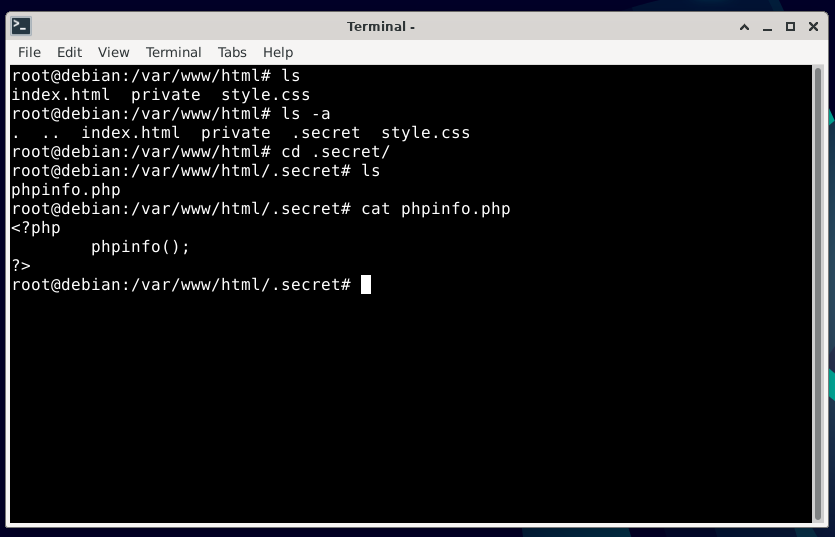 Terminal -
File Edit View Terminal Tabs Help
root@debian:/var/www/html# ls
index.html  private  style.css
root@debian:/var/www/html# ls -a
.  ..  index.html  private  .secret  style.css
root@debian:/var/www/html# cd .secret/
root@debian:/var/www/html/.secret# ls
phpinfo.php
root@debian:/var/www/html/.secret# cat phpinfo.php
<?php
        phpinfo();
?>
root@debian:/var/www/html/.secret#